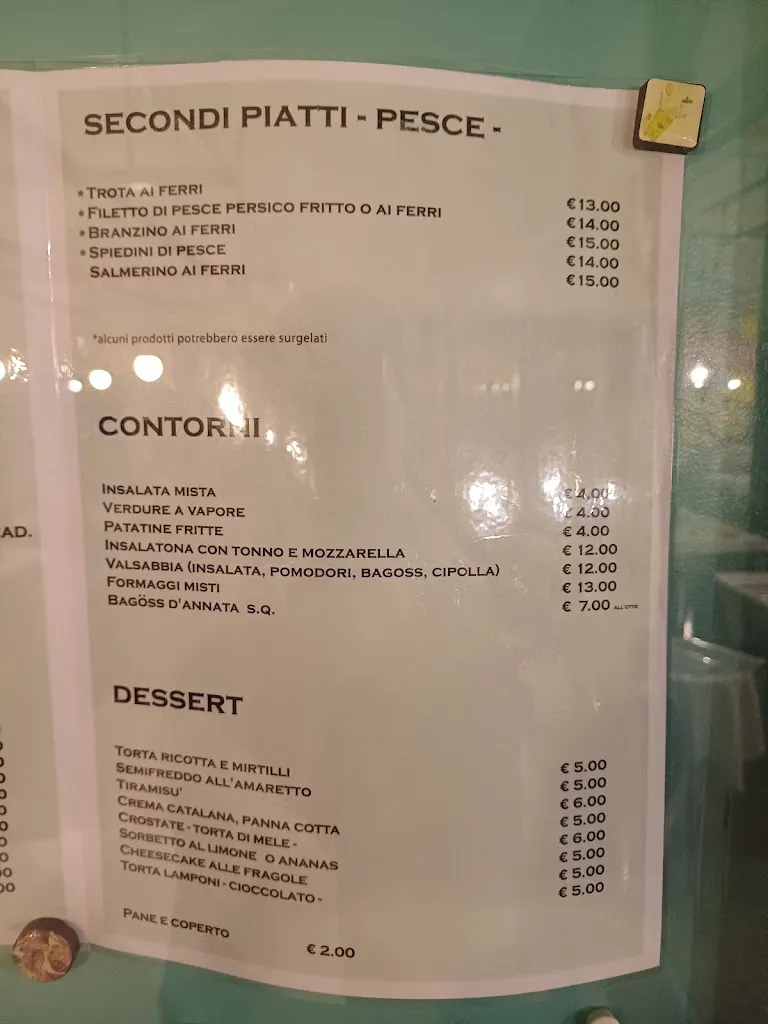 SECONDI PIATTI - PESCE -
* TROTA AI FERRI € 13.00
* FILETTO DI PESCE PERSICO FRITTO O AI FERRI € 14.00
* BRANZINO AI FERRI € 15.00
* SPIEDINI DI PESCE € 14.00
SALMERINO AI FERRI € 15.00
*alcuni prodotti potrebbero essere surgelati
CONTORNI
INSALATA MISTA € 4.00
VERDURE A VAPORE € 4.00
PATATINE FRITTE € 4.00
INSALATONA CON TONNO E MOZZARELLA € 12.00
VALSABBIA (INSALATA, POMODORI, BAGOSS, CIPOLLA) € 12.00
FORMAGGI MISTI € 13.00
BAGÖSS D'ANNATA S.Q. € 7.00 ALL'ETTO
AD.
DESSERT
TORTA RICOTTA E MIRTILLI € 5.00
SEMIFREDDO ALL'AMARETTO € 5.00
TIRAMISU' € 6.00
CREMA CATALANA, PANNA COTTA € 5.00
CROSTATE - TORTA DI MELE - € 6.00
SORBETTO AL LIMONE O ANANAS € 5.00
CHEESECAKE ALLE FRAGOLE € 5.00
TORTA LAMPONI - CIOCCOLATO - € 5.00
PANE E COPERTO € 2.00